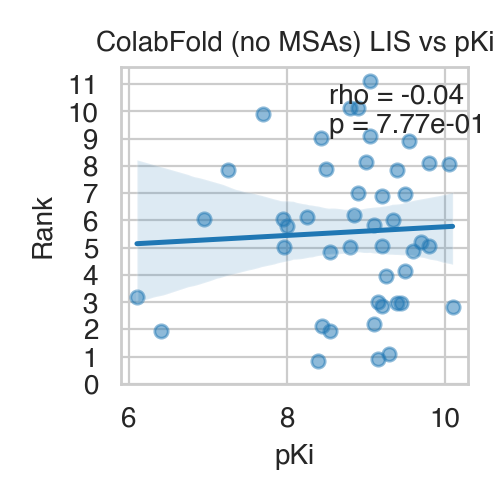 ColabFold (no MSAs) LIS vs pKi
rho = -0.04
p = 7.77e-01
Rank
11
10
9
8
7
6
5
4
3
2
1
0
6 8 10
pKi